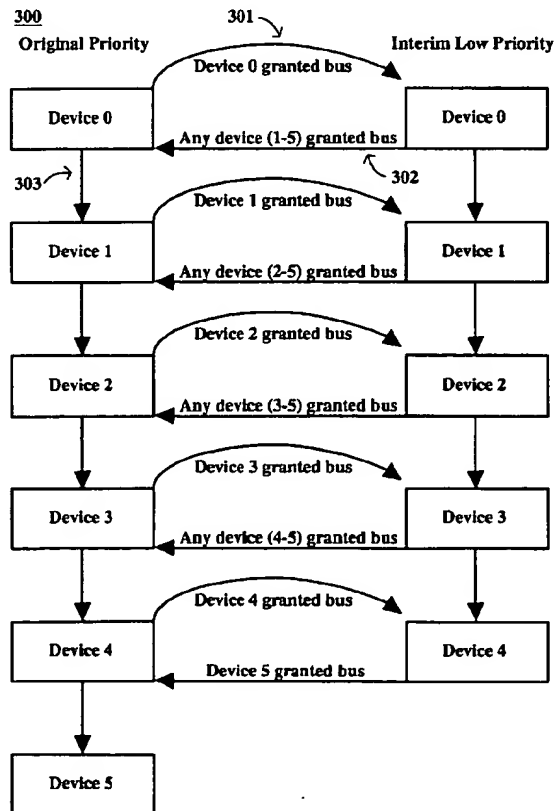 300
301
Original Priority
Interim Low Priority
Device 0 granted bus
Device 0
Any device (1-5) granted bus
Device 0
303
302
Device 1 granted bus
Device 1
Any device (2-5) granted bus
Device 1
Device 2 granted bus
Device 2
Any device (3-5) granted bus
Device 2
Device 3 granted bus
Device 3
Any device (4-5) granted bus
Device 3
Device 4 granted bus
Device 4
Device 5 granted bus
Device 4
Device 5